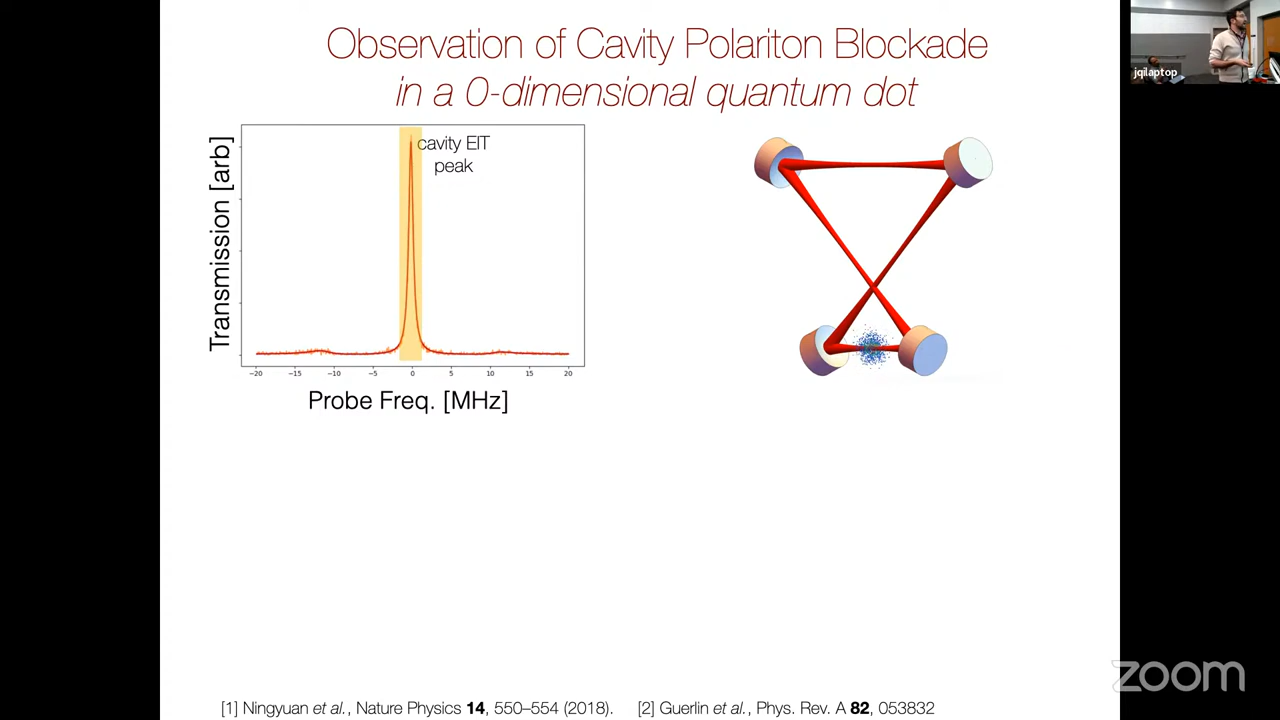 Observation of Cavity Polariton Blockade
in a 0-dimensional quantum dot
jqilaptop
cavity EIT
peak
Transmission [arb]
−20 −15 −10 −5 0 5 10 15 20
Probe Freq. [MHz]
[1] Ningyuan et al., Nature Physics 14, 550–554 (2018). [2] Guerlin et al., Phys. Rev. A 82, 053832
zoom